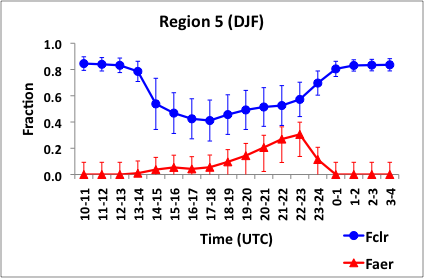 Region 5 (DJF)
1.0
0.8
0.6
0.4
0.2
0.0
Fraction
10-11 11-12 12-13 13-14 14-15 15-16 16-17 17-18 18-19 19-20 20-21 21-22 22-23 23-24 0-1 1-2 2-3 3-4
Time (UTC)
Fclr
Faer